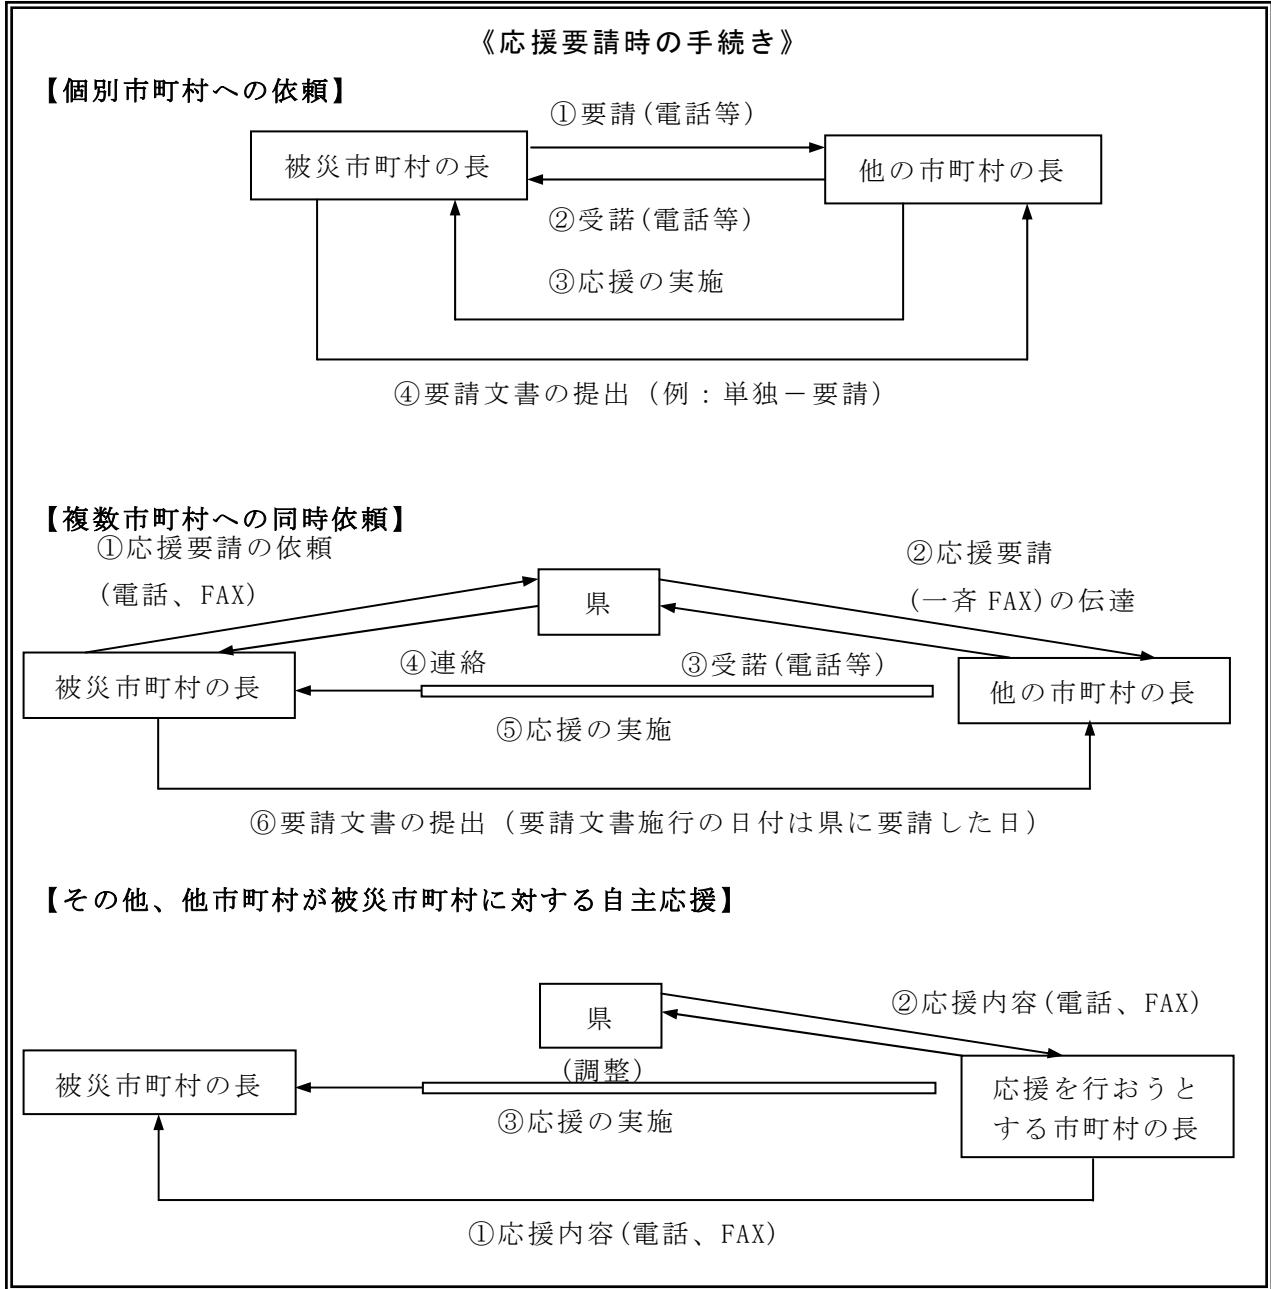 《応援要請時の手続き》
【個別市町村への依頼】
①要請(電話等)
被災市町村の長
他の市町村の長
②受諾(電話等)
③応援の実施
④要請文書の提出（例：単独－要請）
【複数市町村への同時依頼】
①応援要請の依頼
(電話、FAX)
県
②応援要請
(一斉 FAX)の伝達
④連絡
③受諾(電話等)
被災市町村の長
他の市町村の長
⑤応援の実施
⑥要請文書の提出（要請文書施行の日付は県に要請した日）
【その他、他市町村が被災市町村に対する自主応援】
県
②応援内容(電話、FAX)
(調整)
被災市町村の長
応援を行おうと
する市町村の長
③応援の実施
①応援内容(電話、FAX)